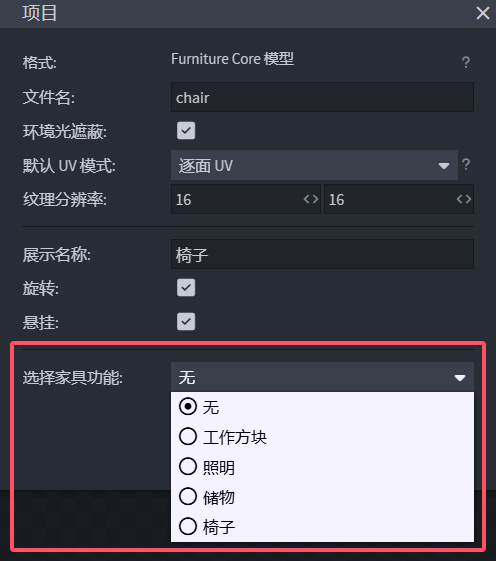 项目
格式: Furniture Core 模型 ?
文件名: chair
环境光遮蔽:
默认 UV 模式: 逐面 UV ?
纹理分辨率: 16 <> 16 <>
展示名称: 椅子
旋转:
悬挂:
选择家具功能: 无
无
工作方块
照明
储物
椅子